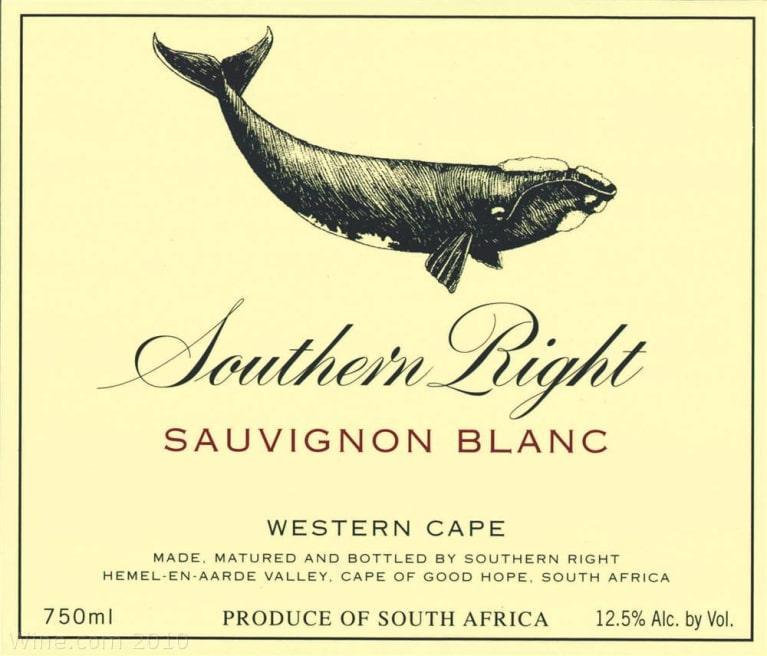 Southern Right
SAUVIGNON BLANC
WESTERN CAPE
MADE, MATURED AND BOTTLED BY SOUTHERN RIGHT
HEMEL-EN-AARDE VALLEY, CAPE OF GOOD HOPE, SOUTH AFRICA
750ml PRODUCE OF SOUTH AFRICA 12.5% Alc. by Vol.
Wine.com 2010